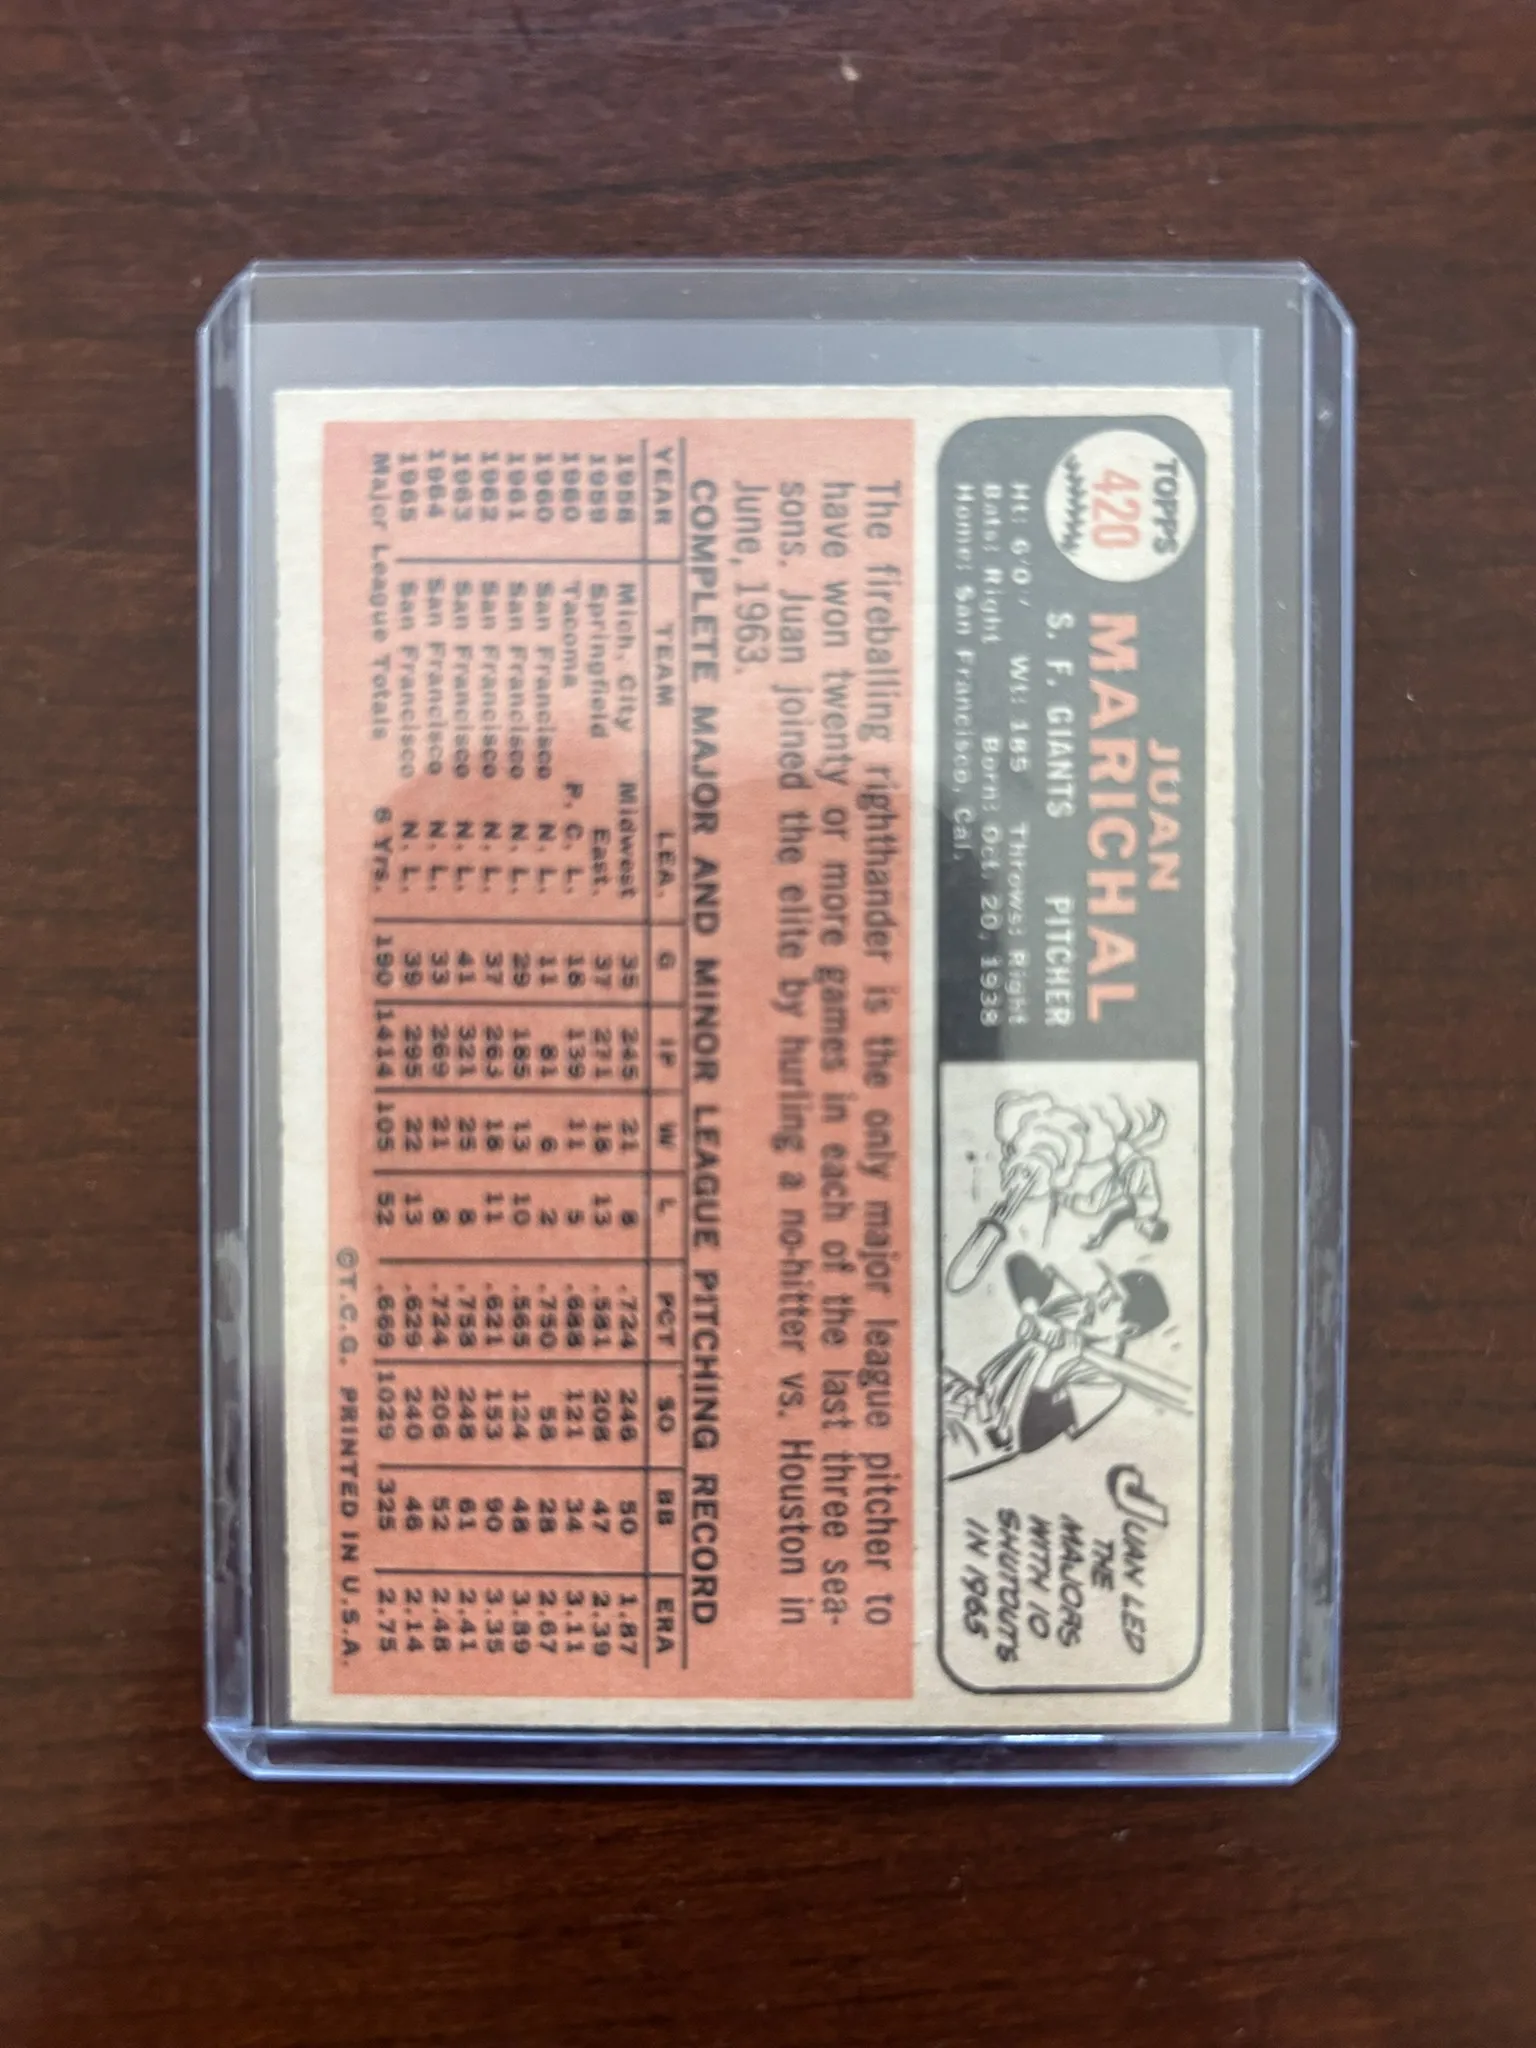 TOPPS
420
JUAN
MARICHAL
S. F. GIANTS PITCHER
Ht: 6'0" Wt: 185 Throws: Right
Bats: Right Born: Oct. 20, 1938
Home: San Francisco, Cal.
JUAN LED
THE
MAJORS
WITH 10
SHUTOUTS
IN 1965
The fireballing righthander is the only major league pitcher to
have won twenty or more games in each of the last three sea-
sons. Juan joined the elite by hurling a no-hitter vs. Houston in
June, 1963.
COMPLETE MAJOR AND MINOR LEAGUE PITCHING RECORD
YEAR TEAM LEA. G IP W L PCT SO BB ERA
1958 Mich. City Midwest 35 245 21 8 .724 246 50 1.87
1959 Springfield East. 37 271 18 13 .581 208 47 2.39
1960 Tacoma P. C. L. 18 139 11 5 .688 121 34 3.11
1960 San Francisco N. L. 11 81 6 2 .750 58 28 2.67
1961 San Francisco N. L. 29 185 13 10 .565 124 48 3.89
1962 San Francisco N. L. 37 263 18 11 .621 153 90 3.35
1963 San Francisco N. L. 41 321 25 8 .758 248 61 2.41
1964 San Francisco N. L. 33 269 21 8 .724 206 52 2.48
1965 San Francisco N. L. 39 295 22 13 .629 240 46 2.14
Major League Totals 6 Yrs. 190 1414 105 52 .669 1029 325 2.75
©T.C.G. PRINTED IN U.S.A.